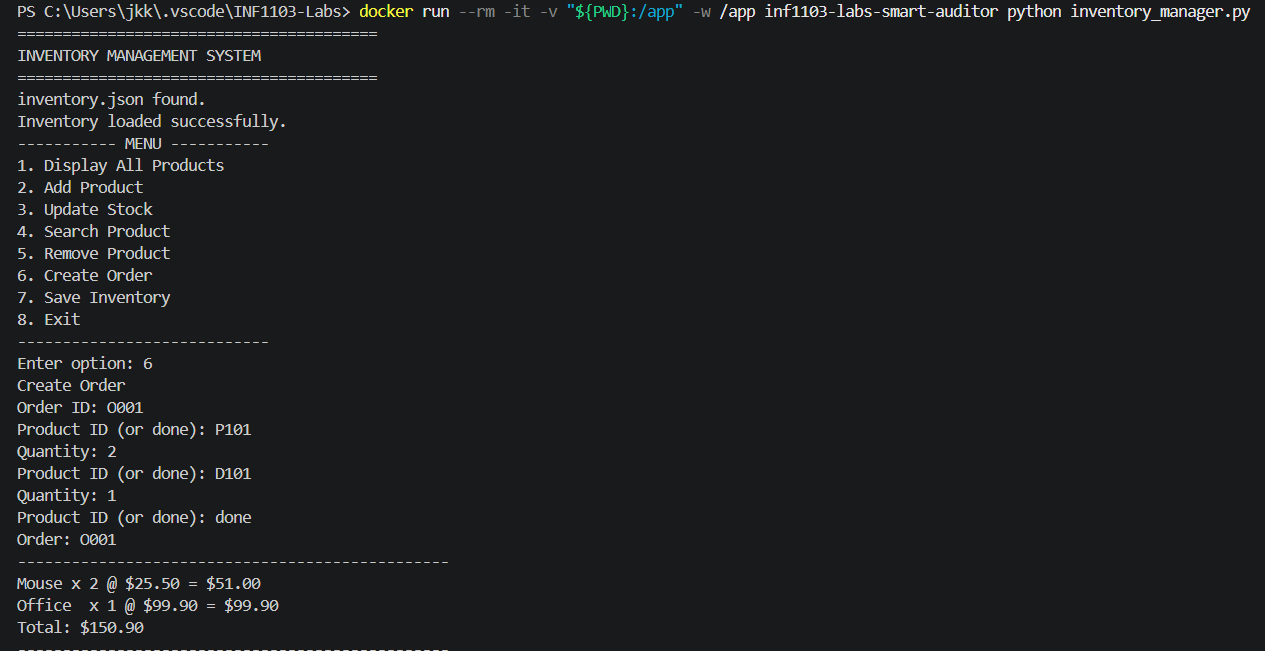 PS C:\Users\jkk\.vscode\INF1103-Labs> docker run --rm -it -v "${PWD}:/app" -w /app inf1103-labs-smart-auditor python inventory_manager.py
========================================
INVENTORY MANAGEMENT SYSTEM
========================================
inventory.json found.
Inventory loaded successfully.
----------- MENU -----------
1. Display All Products
2. Add Product
3. Update Stock
4. Search Product
5. Remove Product
6. Create Order
7. Save Inventory
8. Exit
----------------------------
Enter option: 6
Create Order
Order ID: O001
Product ID (or done): P101
Quantity: 2
Product ID (or done): D101
Quantity: 1
Product ID (or done): done
Order: O001
------------------------------------------------
Mouse x 2 @ $25.50 = $51.00
Office  x 1 @ $99.90 = $99.90
Total: $150.90
------------------------------------------------